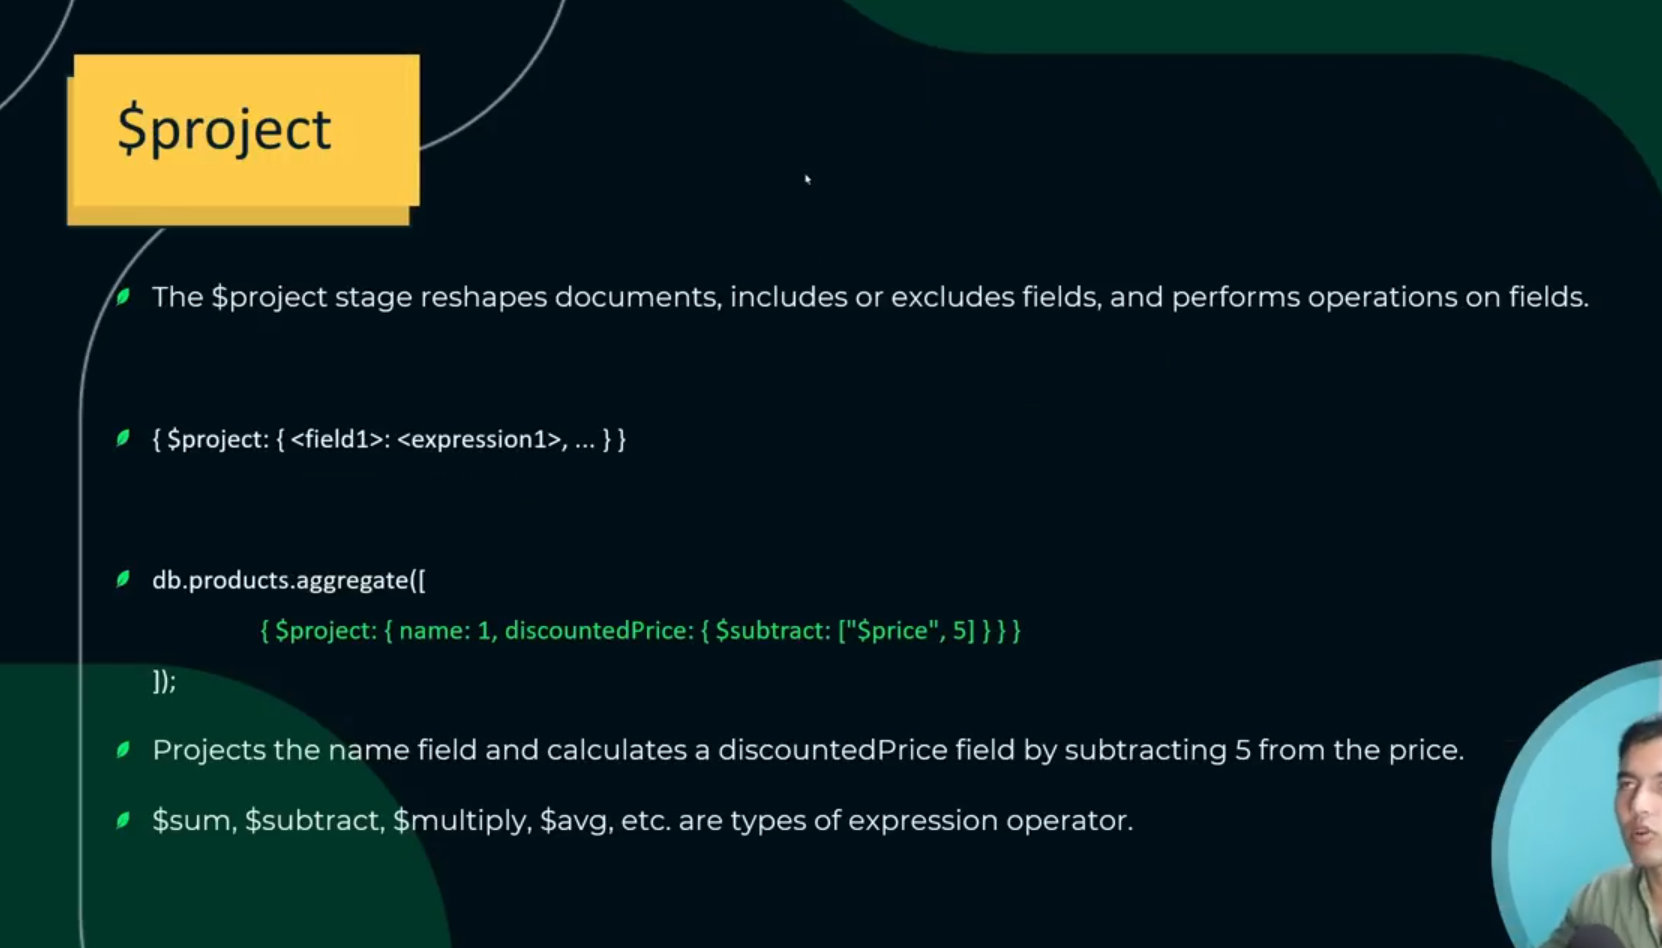 $project
The $project stage reshapes documents, includes or excludes fields, and performs operations on fields.
{ $project: { <field1>: <expression1>, ... } }
db.products.aggregate([
{ $project: { name: 1, discountedPrice: { $subtract: ["$price", 5] } } }
]);
Projects the name field and calculates a discountedPrice field by subtracting 5 from the price.
$sum, $subtract, $multiply, $avg, etc. are types of expression operator.